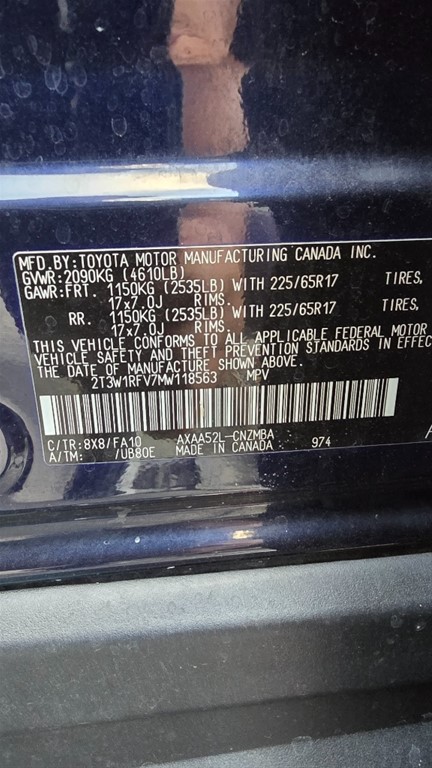 MFD.BY:TOYOTA MOTOR MANUFACTURING CANADA INC.
GVWR:2090KG (4610LB)
GAWR:FRT. 1150KG (2535LB) WITH 225/65R17 TIRES,
17x7.0J RIMS.
RR. 1150KG (2535LB) WITH 225/65R17 TIRES,
17x7.0J RIMS.
THIS VEHICLE CONFORMS TO ALL APPLICABLE FEDERAL MOTOR
VEHICLE SAFETY AND THEFT PREVENTION STANDARDS IN EFFEC
THE DATE OF MANUFACTURE SHOWN ABOVE.
2T3W1RFV7MW118563 MPV
C/TR:8X8/FA10 AXAA52L-CNZMBA
A/TM: /UB80E MADE IN CANADA 974 A